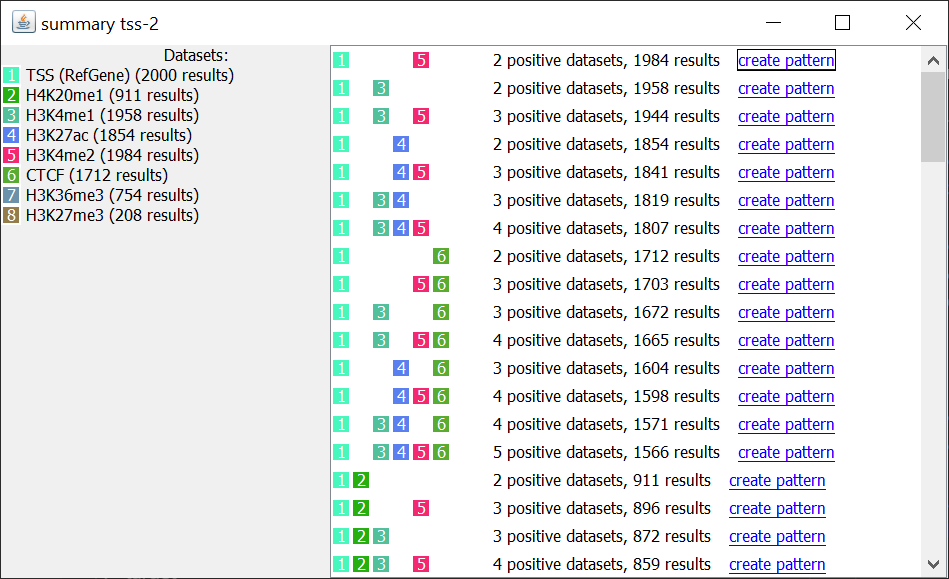 summary tss-2
Datasets:
1 TSS (RefGene) (2000 results)
2 H4K20me1 (911 results)
3 H3K4me1 (1958 results)
4 H3K27ac (1854 results)
5 H3K4me2 (1984 results)
6 CTCF (1712 results)
7 H3K36me3 (754 results)
8 H3K27me3 (208 results)
1 5 2 positive datasets, 1984 results create pattern
1 3 2 positive datasets, 1958 results create pattern
1 3 5 3 positive datasets, 1944 results create pattern
1 4 2 positive datasets, 1854 results create pattern
1 4 5 3 positive datasets, 1841 results create pattern
1 3 4 3 positive datasets, 1819 results create pattern
1 3 4 5 4 positive datasets, 1807 results create pattern
1 6 2 positive datasets, 1712 results create pattern
1 5 6 3 positive datasets, 1703 results create pattern
1 3 6 3 positive datasets, 1672 results create pattern
1 3 5 6 4 positive datasets, 1665 results create pattern
1 4 6 3 positive datasets, 1604 results create pattern
1 4 5 6 4 positive datasets, 1598 results create pattern
1 3 4 6 4 positive datasets, 1571 results create pattern
1 3 4 5 6 5 positive datasets, 1566 results create pattern
1 2 2 positive datasets, 911 results create pattern
1 2 5 3 positive datasets, 896 results create pattern
1 2 3 3 positive datasets, 872 results create pattern
1 2 3 5 4 positive datasets, 859 results create pattern